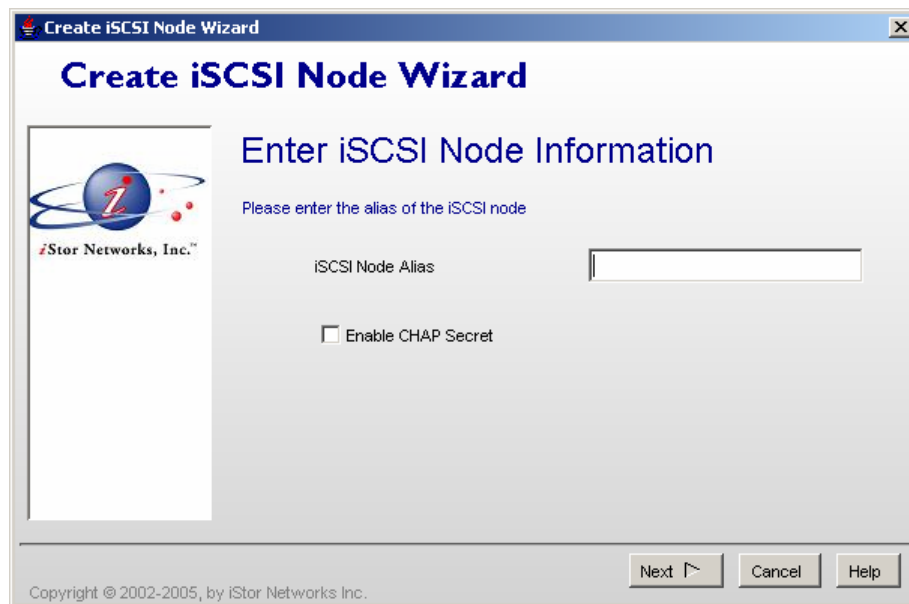 Create iSCSI Node Wizard
Create iSCSI Node Wizard
Enter iSCSI Node Information
Please enter the alias of the iSCSI node
i
iStor Networks, Inc.™
iSCSI Node Alias
Enable CHAP Secret
Next
Cancel
Help
Copyright © 2002-2005, by iStor Networks Inc.